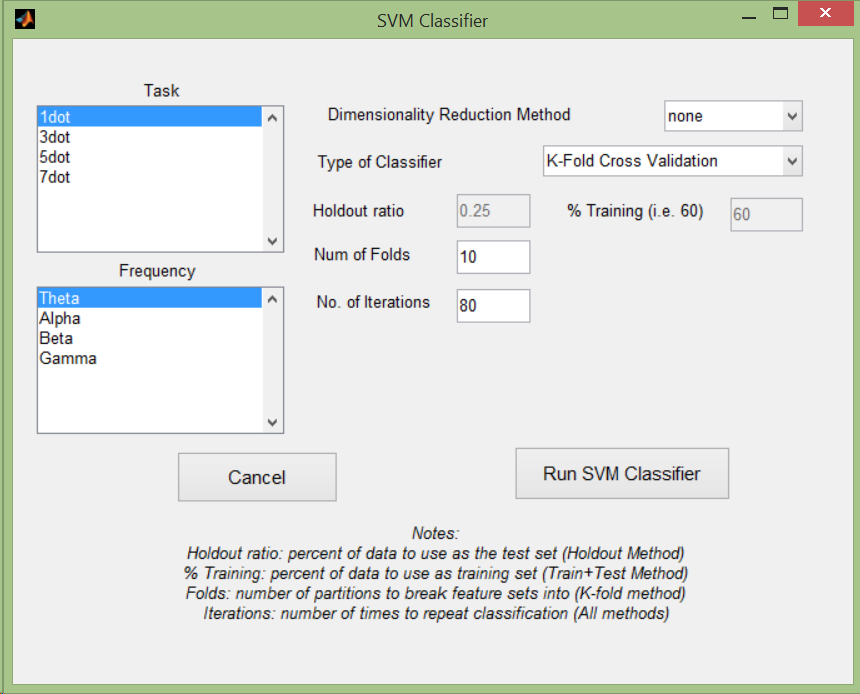 SVM Classifier
Task
1dot
3dot
5dot
7dot
Frequency
Theta
Alpha
Beta
Gamma
Dimensionality Reduction Method
none
Type of Classifier
K-Fold Cross Validation
Holdout ratio
0.25
% Training (i.e. 60)
60
Num of Folds
10
No. of Iterations
80
Cancel
Run SVM Classifier
Notes:
Holdout ratio: percent of data to use as the test set (Holdout Method)
% Training: percent of data to use as training set (Train+Test Method)
Folds: number of partitions to break feature sets into (K-fold method)
Iterations: number of times to repeat classification (All methods)